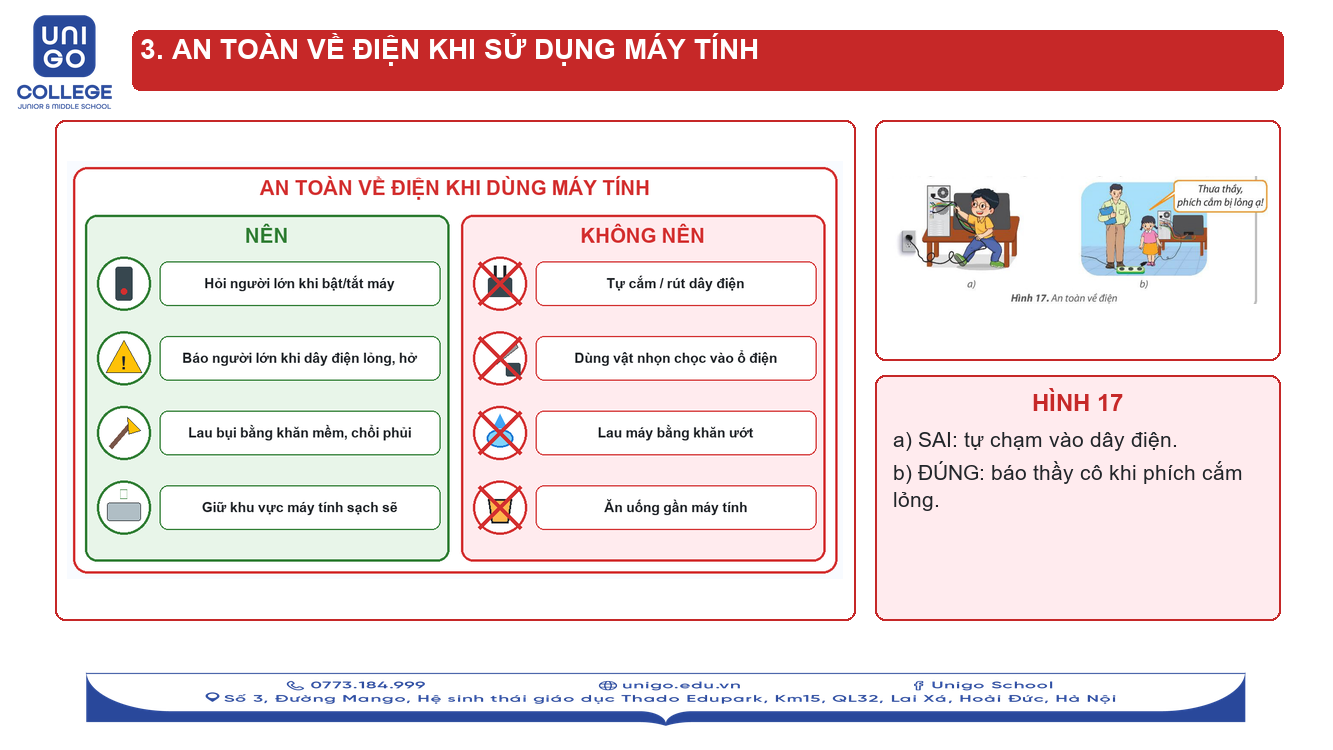 UNI
GO
COLLEGE
JUNIOR & MIDDLE SCHOOL
3. AN TOÀN VỀ ĐIỆN KHI SỬ DỤNG MÁY TÍNH
AN TOÀN VỀ ĐIỆN KHI DÙNG MÁY TÍNH
NÊN
Hỏi người lớn khi bật/tắt máy
Báo người lớn khi dây điện lỏng, hở
Lau bụi bằng khăn mềm, chổi phủi
Giữ khu vực máy tính sạch sẽ
KHÔNG NÊN
Tự cắm / rút dây điện
Dùng vật nhọn chọc vào ổ điện
Lau máy bằng khăn ướt
Ăn uống gần máy tính
Thưa thầy,
phích cắm bị lỏng ạ!
a)
b)
Hình 17. An toàn về điện
HÌNH 17
a) SAI: tự chạm vào dây điện.
b) ĐÚNG: báo thầy cô khi phích cắm
lỏng.
0773.184.999
unigo.edu.vn
Unigo School
Số 3, Đường Mango, Hệ sinh thái giáo dục Thado Edupark, Km15, QL32, Lai Xá, Hoài Đức, Hà Nội